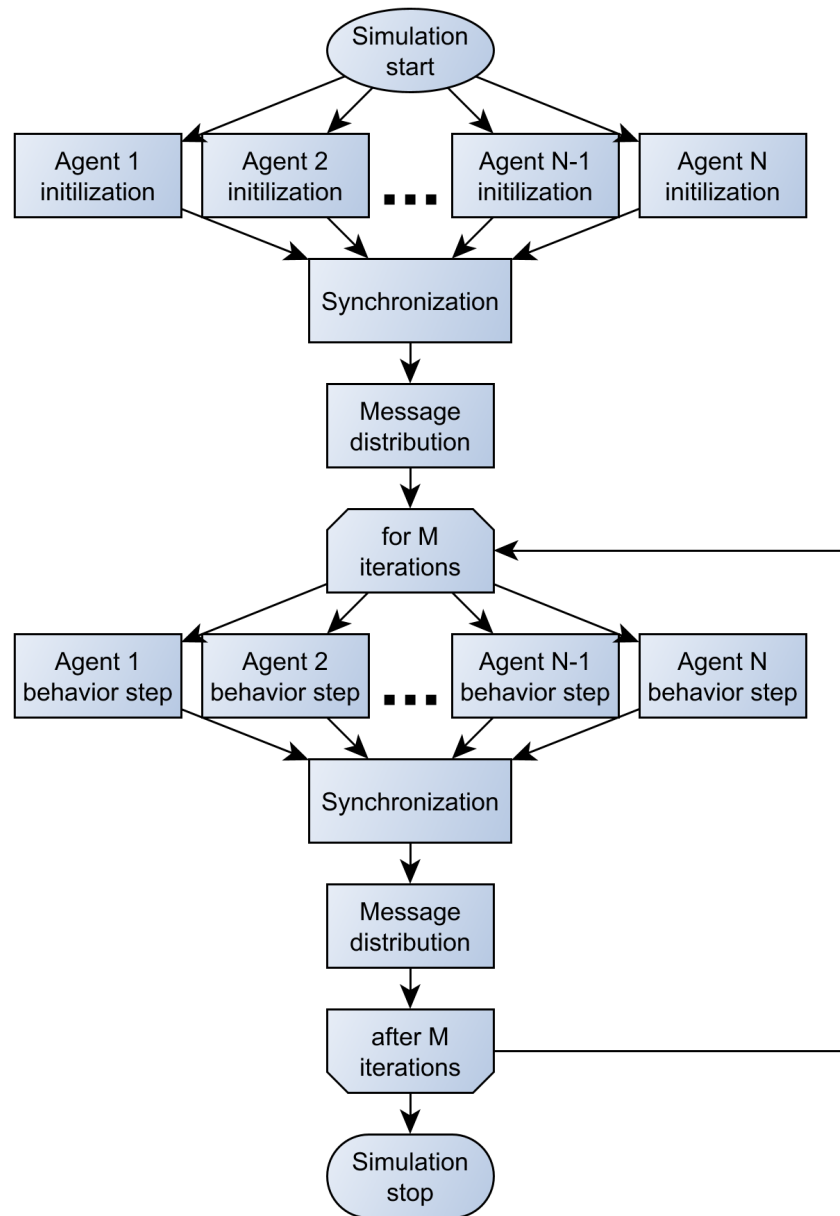 Simulation
start
Agent 1
initilization
Agent 2
initilization
...
Agent N-1
initilization
Agent N
initilization
Synchronization
Message
distribution
for M
iterations
Agent 1
behavior step
Agent 2
behavior step
...
Agent N-1
behavior step
Agent N
behavior step
Synchronization
Message
distribution
after M
iterations
Simulation
stop